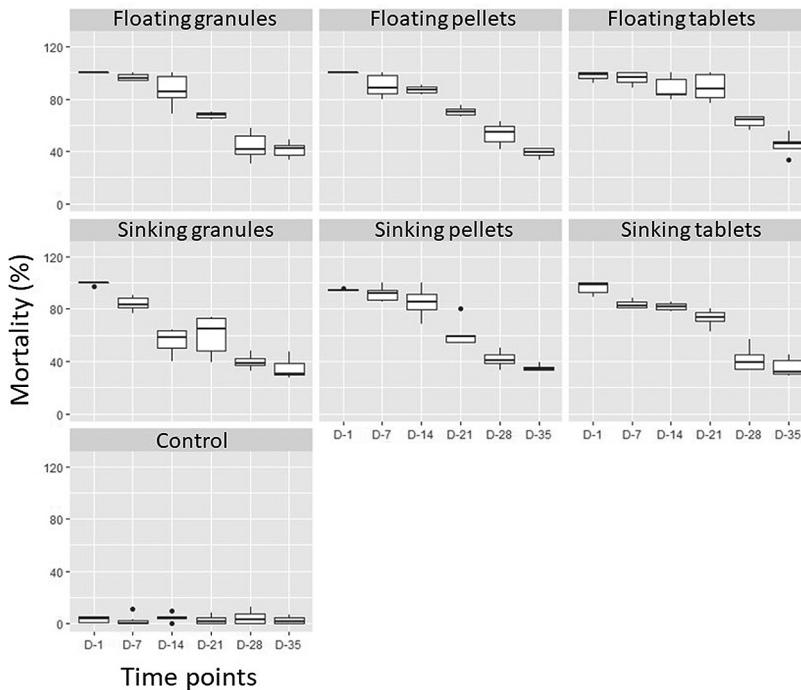 Floating granules Floating pellets Floating tablets
120
80
40
0
Sinking granules Sinking pellets Sinking tablets
120
80
40
0
D-1 D-7 D-14 D-21 D-28 D-35 D-1 D-7 D-14 D-21 D-28 D-35
Control
120
80
40
0
D-1 D-7 D-14 D-21 D-28 D-35
Mortality (%)
Time points